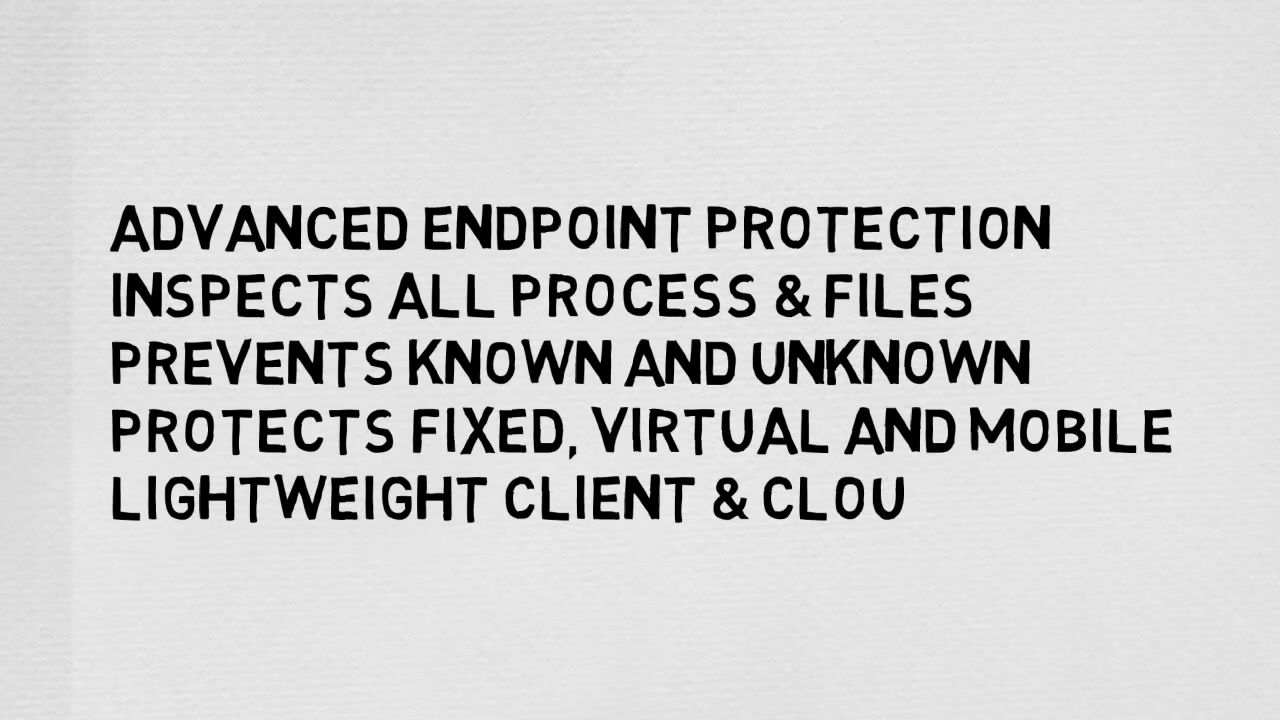 ADVANCED ENDPOINT PROTECTION
INSPECTS ALL PROCESS & FILES
PREVENTS KNOWN AND UNKNOWN
PROTECTS FIXED, VIRTUAL AND MOBILE
LIGHTWEIGHT CLIENT & CLOU